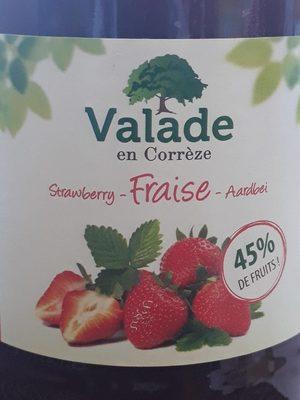 Valade
en Corrèze
Strawberry - Fraise - Aardbei
45%
DE FRUITS !